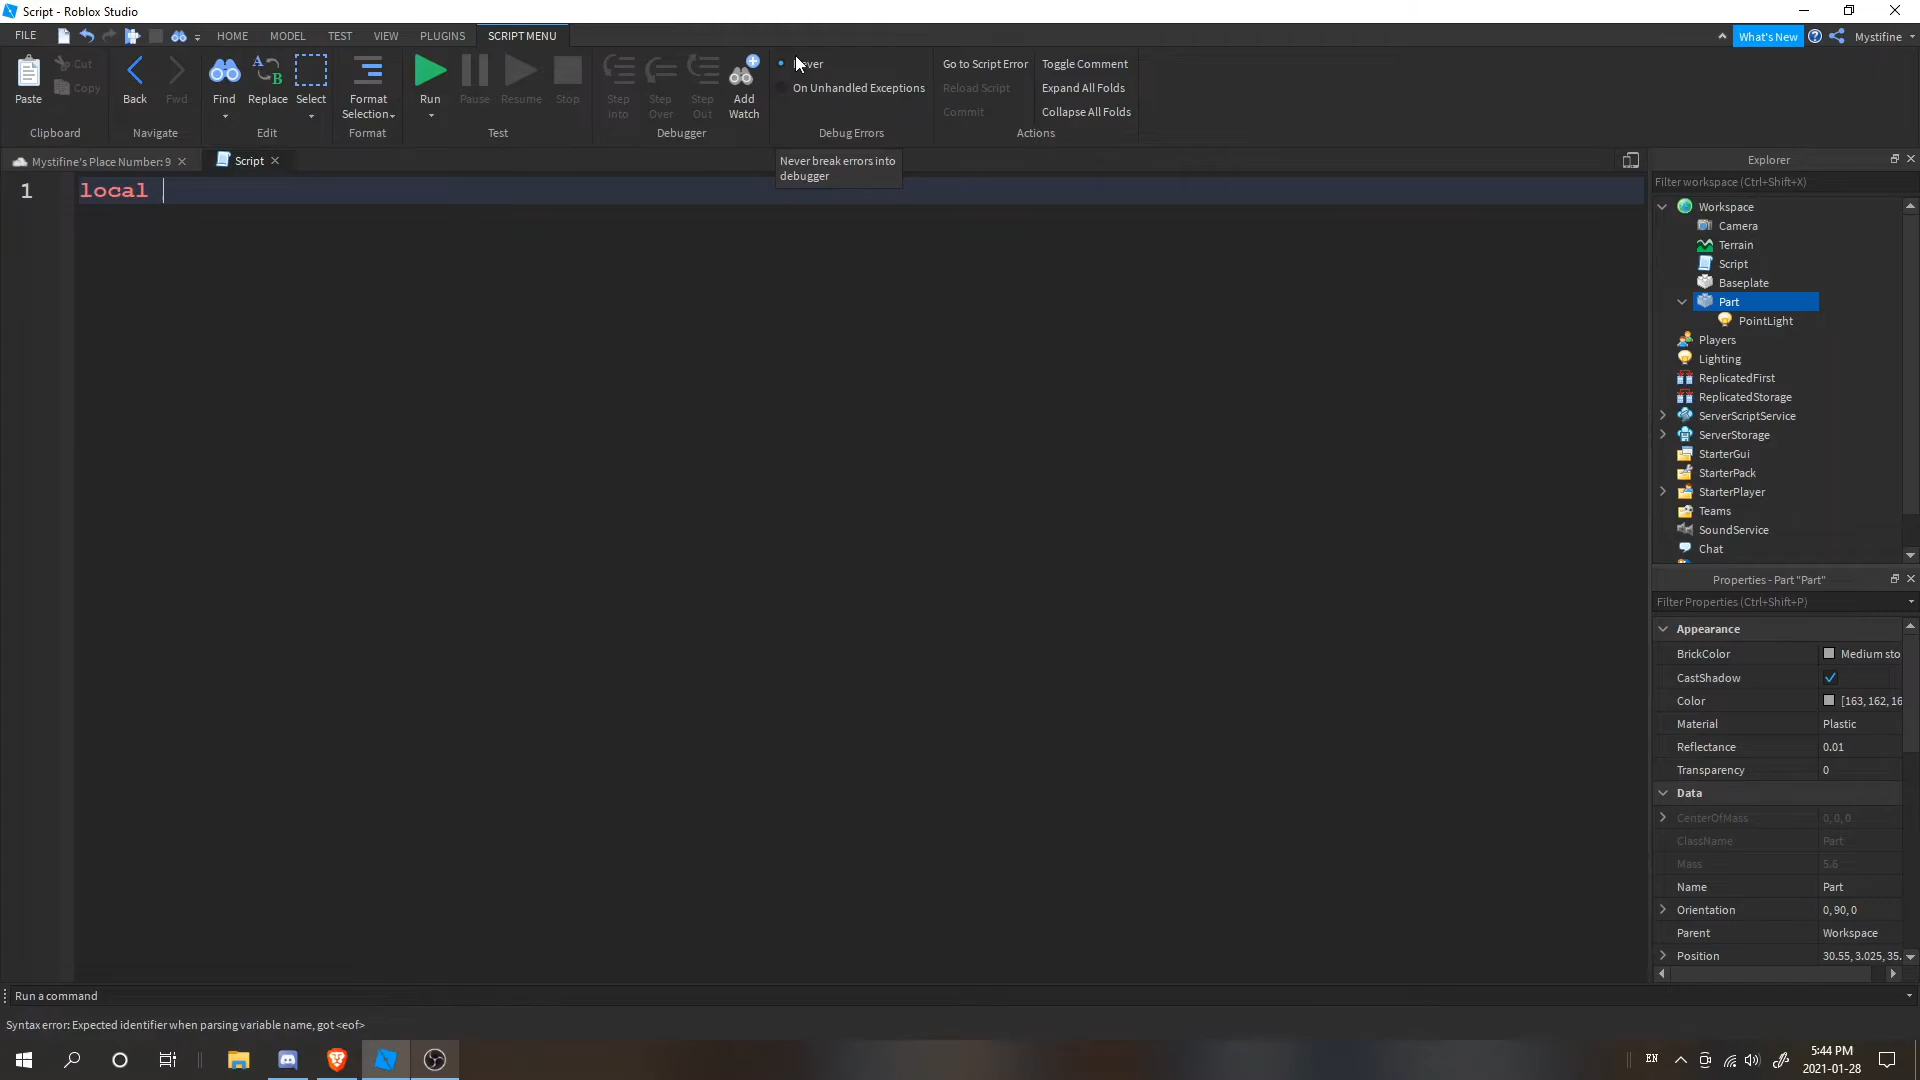 Script - Roblox Studio
FILE HOME MODEL TEST VIEW PLUGINS SCRIPT MENU What's New Mystifine
Paste Cut Copy Clipboard
Back Fwd Navigate
Find Replace Select Edit
Format Selection Format
Run Pause Resume Stop Test
Step Into Step Over Step Out Add Watch Debugger
On Unhandled Exceptions
Debug Errors
Go to Script Error
Reload Script
Commit
Toggle Comment
Expand All Folds
Collapse All Folds
Actions
Never break errors into
debugger
Mystifine's Place Number: 9
Script
1 local
Explorer
Filter workspace (Ctrl+Shift+X)
Workspace
Camera
Terrain
Script
Baseplate
Part
PointLight
Players
Lighting
ReplicatedFirst
ReplicatedStorage
ServerScriptService
ServerStorage
StarterGui
StarterPack
StarterPlayer
Teams
SoundService
Chat
Properties - Part "Part"
Filter Properties (Ctrl+Shift+P)
Appearance
BrickColor Medium sto
CastShadow
Color [163, 162, 16
Material Plastic
Reflectance 0.01
Transparency 0
Data
CenterOfMass 0, 0, 0
ClassName Part
Mass 5.6
Name Part
Orientation 0, 90, 0
Parent Workspace
Position 30.55, 3.025, 35.
Run a command
Syntax error: Expected identifier when parsing variable name, got <eof>
EN
5:44 PM
2021-01-28